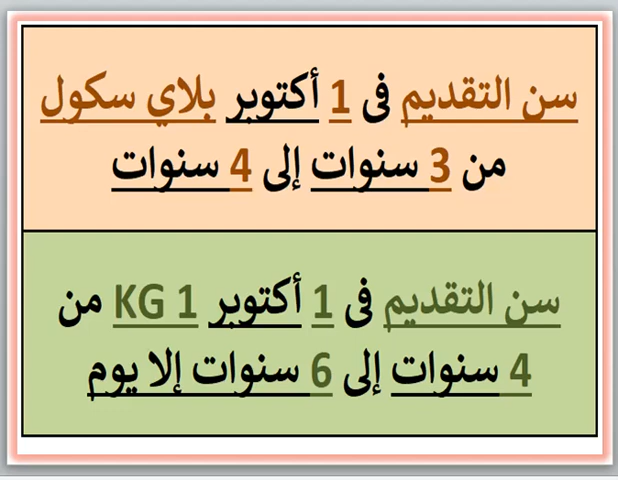 سن التقديم فى 1 أكتوبر بلاي سكول
من 3 سنوات إلى 4 سنوات
سن التقديم فى 1 أكتوبر KG 1 من
4 سنوات إلى 6 سنوات إلا يوم